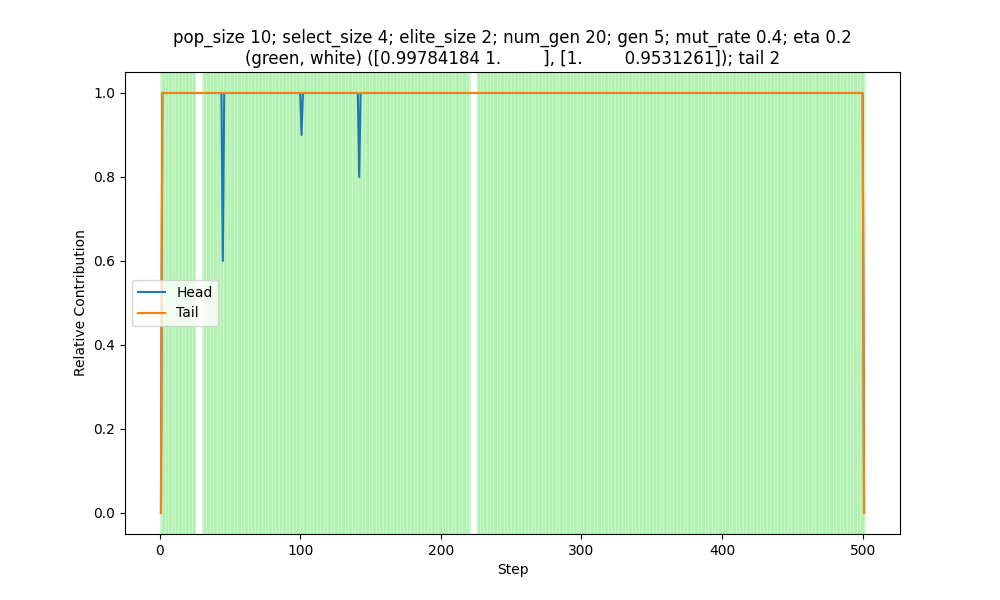 pop_size 10; select_size 4; elite_size 2; num_gen 20; gen 5; mut_rate 0.4; eta 0.2
(green, white) ([0.99784184 1.        ], [1.        0.9531261]); tail 2
1.0
0.8
0.6
0.4
0.2
0.0
Relative Contribution
Head
Tail
0
100
200
300
400
500
Step